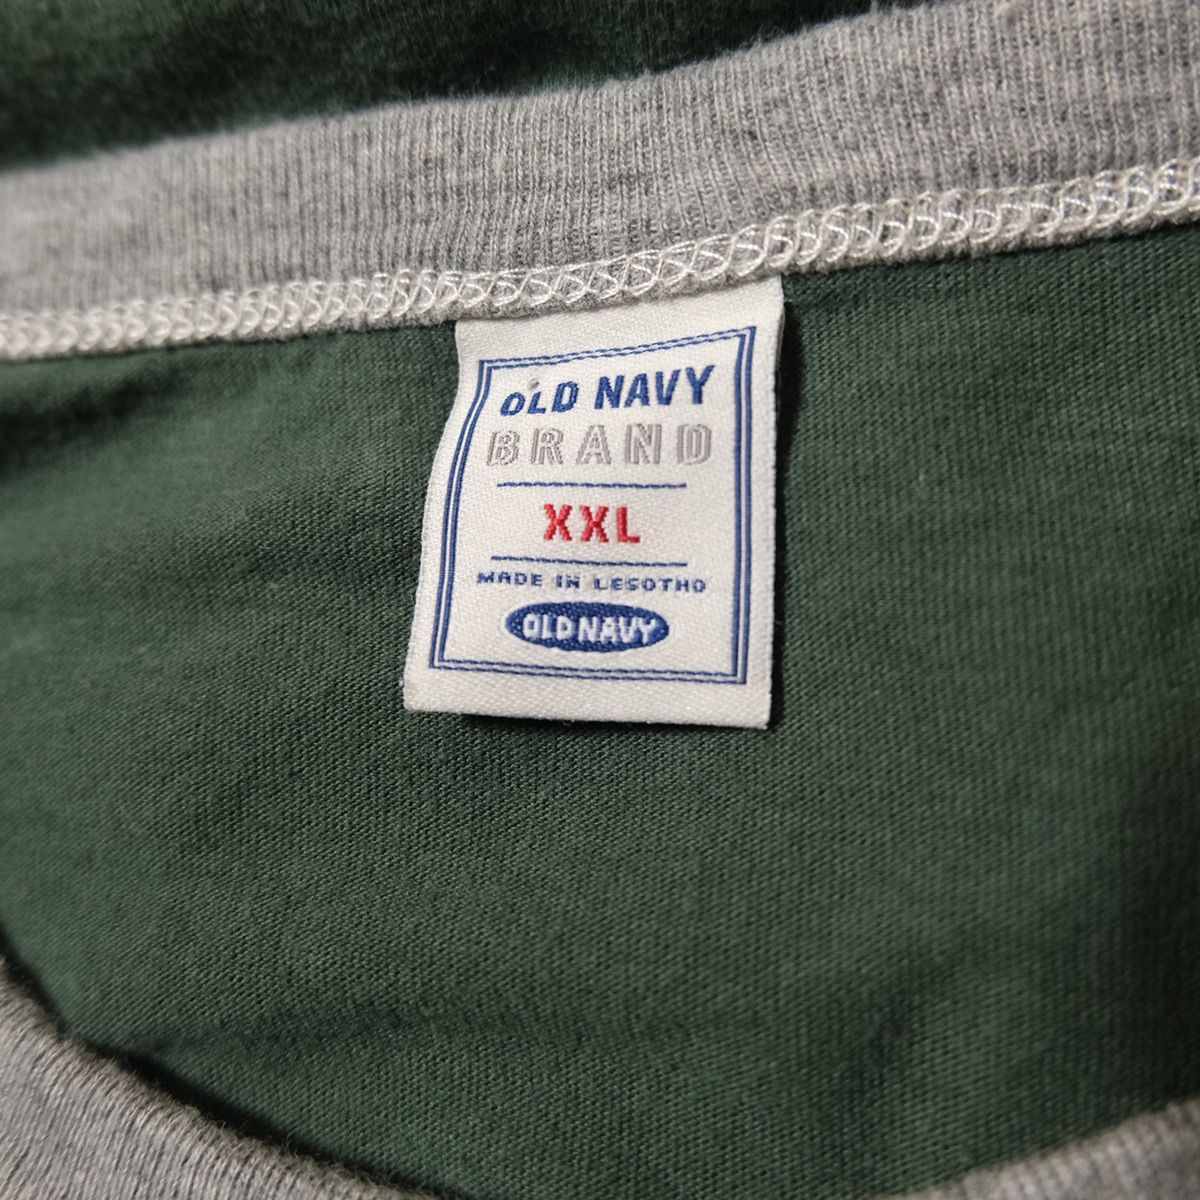 OLD NAVY
BRAND
XXL
MADE IN LESOTHO
OLD NAVY